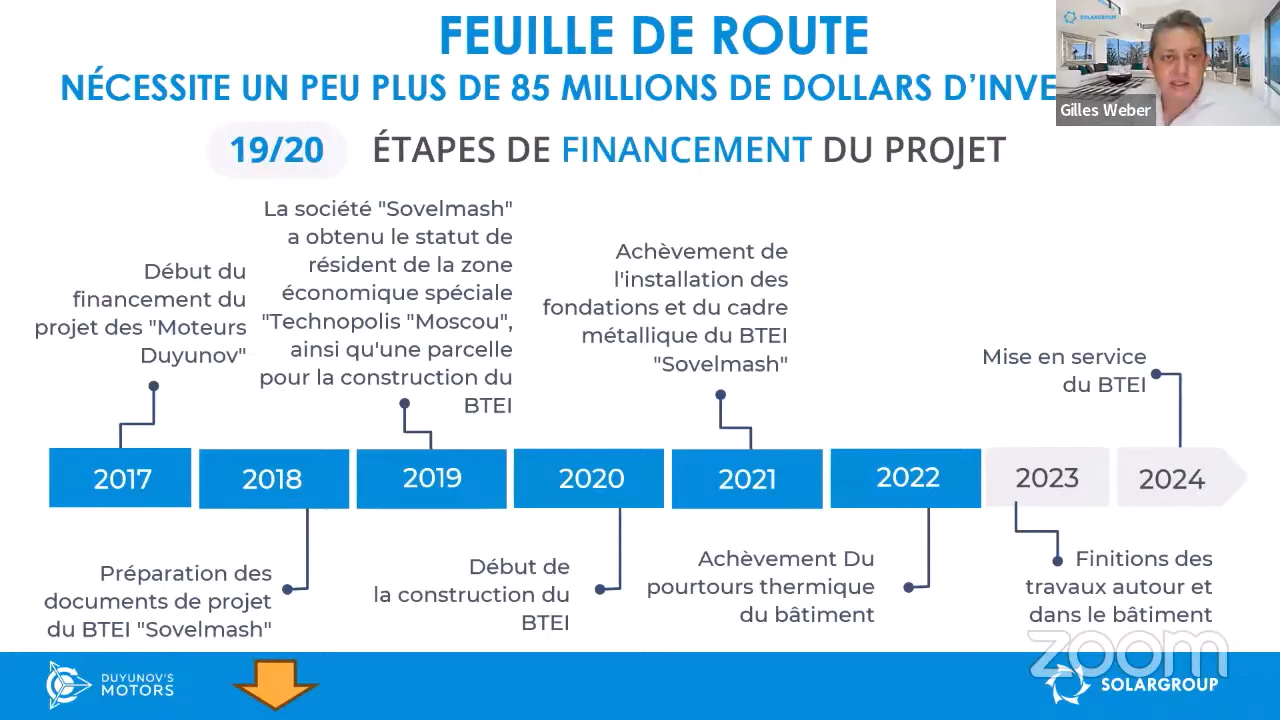 FEUILLE DE ROUTE
NÉCESSITE UN PEU PLUS DE 85 MILLIONS DE DOLLARS D'INVE
SOLARGROUP
Gilles Weber
19/20 ÉTAPES DE FINANCEMENT DU PROJET
Début du
financement du
projet des "Moteurs
Duyunov"
La société "Sovelmash"
a obtenu le statut de
résident de la zone
économique spéciale
"Technopolis "Moscou",
ainsi qu'une parcelle
pour la construction du
BTEI
Achèvement de
l'installation des
fondations et du cadre
métallique du BTEI
"Sovelmash"
Mise en service
du BTEI
2017
2018
2019
2020
2021
2022
2023
2024
Préparation des
documents de projet
du BTEI "Sovelmash"
Début de
la construction du
BTEI
Achèvement Du
pourtours thermique
du bâtiment
Finitions des
travaux autour et
dans le bâtiment
zoom
DUYUNOV'S
MOTORS
SOLARGROUP